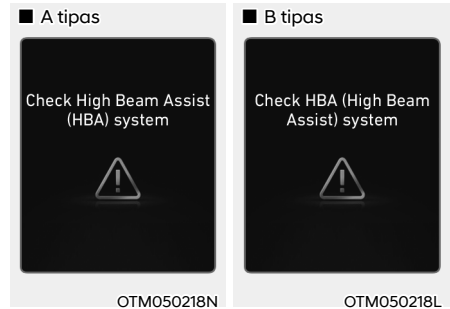 ■ A tipas
Check High Beam Assist
(HBA) system
OTM050218N
■ B tipas
Check HBA (High Beam
Assist) system
OTM050218L